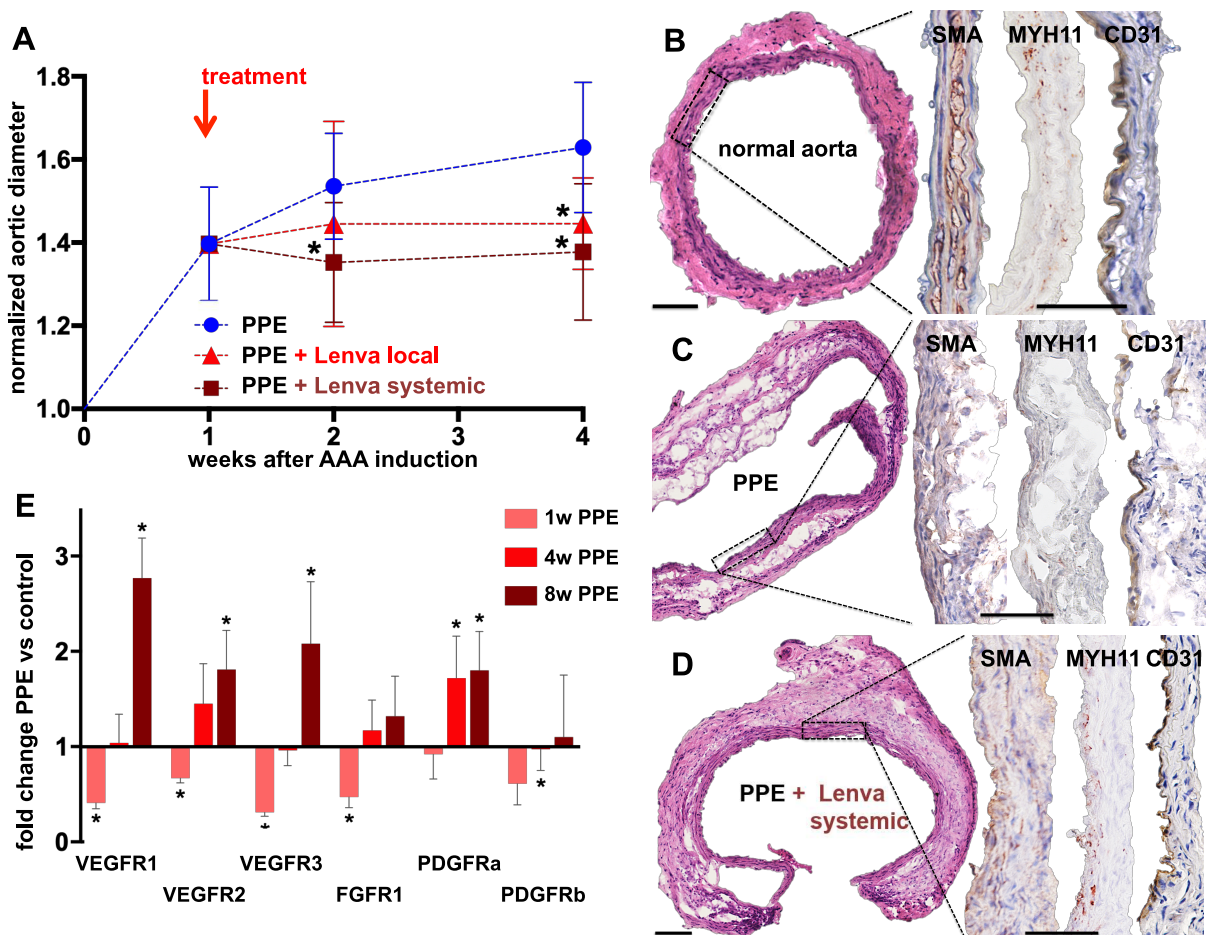 A
normalized aortic diameter
1.8
1.6
1.4
1.2
1.0
treatment
*
*
*
PPE
PPE + Lenva local
PPE + Lenva systemic
0
1
2
3
4
weeks after AAA induction
B
normal aorta
SMA MYH11 CD31
C
PPE
SMA MYH11 CD31
D
PPE + Lenva
systemic
SMA MYH11 CD31
E
fold change PPE vs control
3
2
1
0
1w PPE
4w PPE
8w PPE
*
*
*
*
*
*
*
*
*
*
VEGFR1
VEGFR2
VEGFR3
FGFR1
PDGFRa
PDGFRb